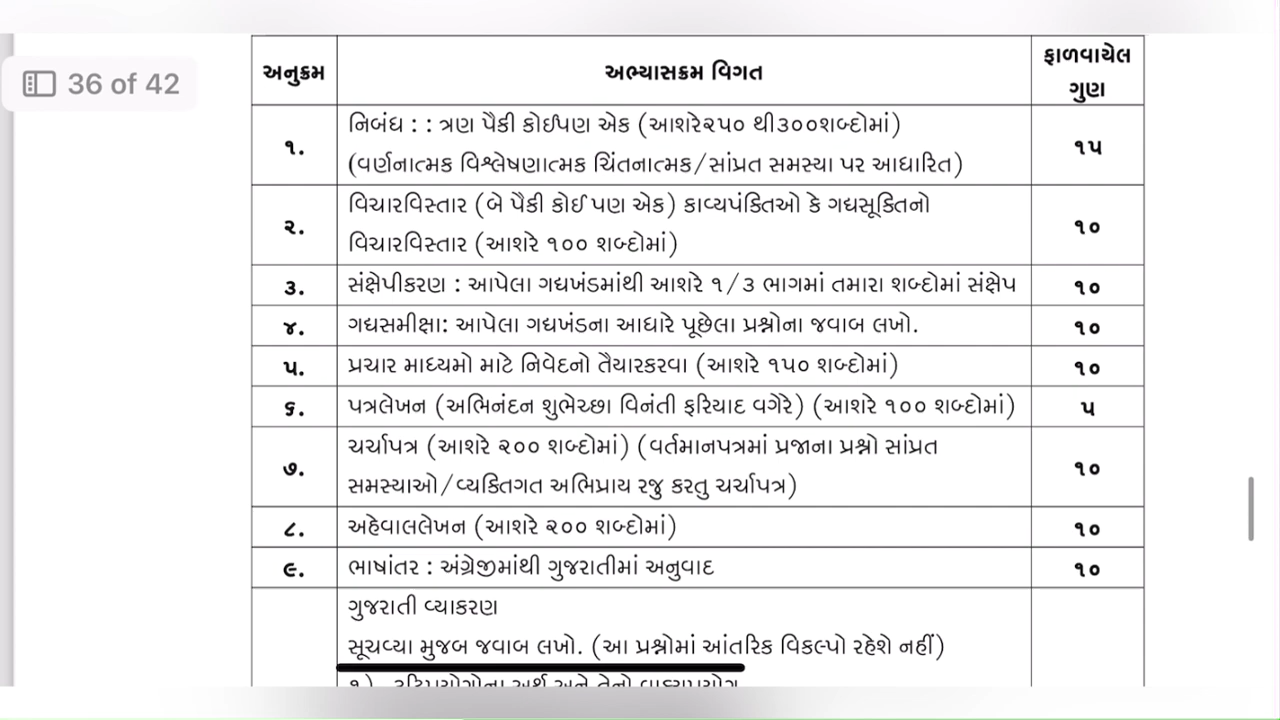 36 of 42
અનુક્રમ
અભ્યાસક્રમ વિગત
ફાળવાયેલ
ગુણ
૧.
નિબંધ : : ત્રણ પૈકી કોઈપણ એક (આશરે૨૫૦ થી૩૦૦શબ્દોમાં)
(વર્ણનાત્મક વિશ્લેષણાત્મક ચિંતનાત્મક/સાંપ્રત સમસ્યા પર આધારિત)
૧૫
૨.
વિચારવિસ્તાર (બે પૈકી કોઈ પણ એક) કાવ્યપંક્તિઓ કે ગદ્યસૂક્તિનો
વિચારવિસ્તાર (આશરે ૧૦૦ શબ્દોમાં)
૧૦
૩.
સંક્ષેપીકરણ : આપેલા ગદ્યખંડમાંથી આશરે ૧/૩ ભાગમાં તમારા શબ્દોમાં સંક્ષેપ
૧૦
૪.
ગદ્યસમીક્ષા: આપેલા ગદ્યખંડના આધારે પૂછેલા પ્રશ્નોના જવાબ લખો.
૧૦
૫.
પ્રચાર માધ્યમો માટે નિવેદનો તૈયારકરવા (આશરે ૧૫૦ શબ્દોમાં)
૧૦
૬.
પત્રલેખન (અભિનંદન શુભેચ્છા વિનંતી ફરિયાદ વગેરે) (આશરે ૧૦૦ શબ્દોમાં)
૫
૭.
ચર્ચાપત્ર (આશરે ૨૦૦ શબ્દોમાં) (વર્તમાનપત્રમાં પ્રજાના પ્રશ્નો સાંપ્રત
સમસ્યાઓ/વ્યક્તિગત અભિપ્રાય રજુ કરતુ ચર્ચાપત્ર)
૧૦
૮.
અહેવાલલેખન (આશરે ૨૦૦ શબ્દોમાં)
૧૦
૯.
ભાષાંતર : અંગ્રેજીમાંથી ગુજરાતીમાં અનુવાદ
૧૦
ગુજરાતી વ્યાકરણ
સૂચવ્યા મુજબ જવાબ લખો. (આ પ્રશ્નોમાં આંતરિક વિકલ્પો રહેશે નહીં)
૧) રૂઢિપ્રયોગોના અર્થ અને તેનો વાક્યપ્રયોગ